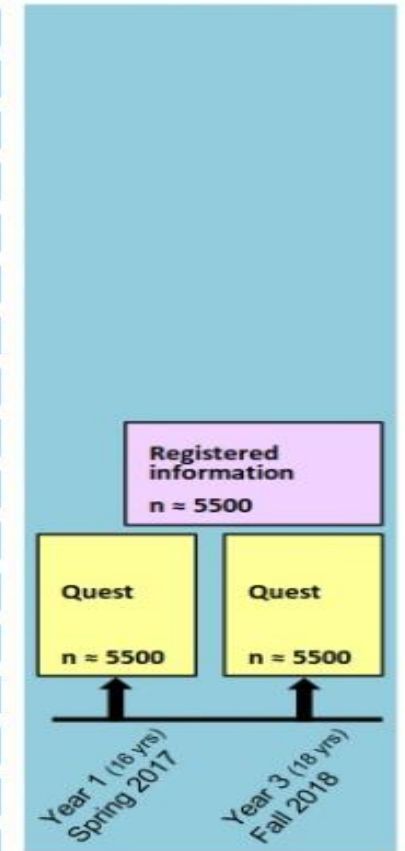 Registered
information
n ≈ 5500
Quest
n ≈ 5500
Quest
n ≈ 5500
Year 1 (16 yrs)
Spring 2017
Year 3 (18 yrs)
Fall 2018